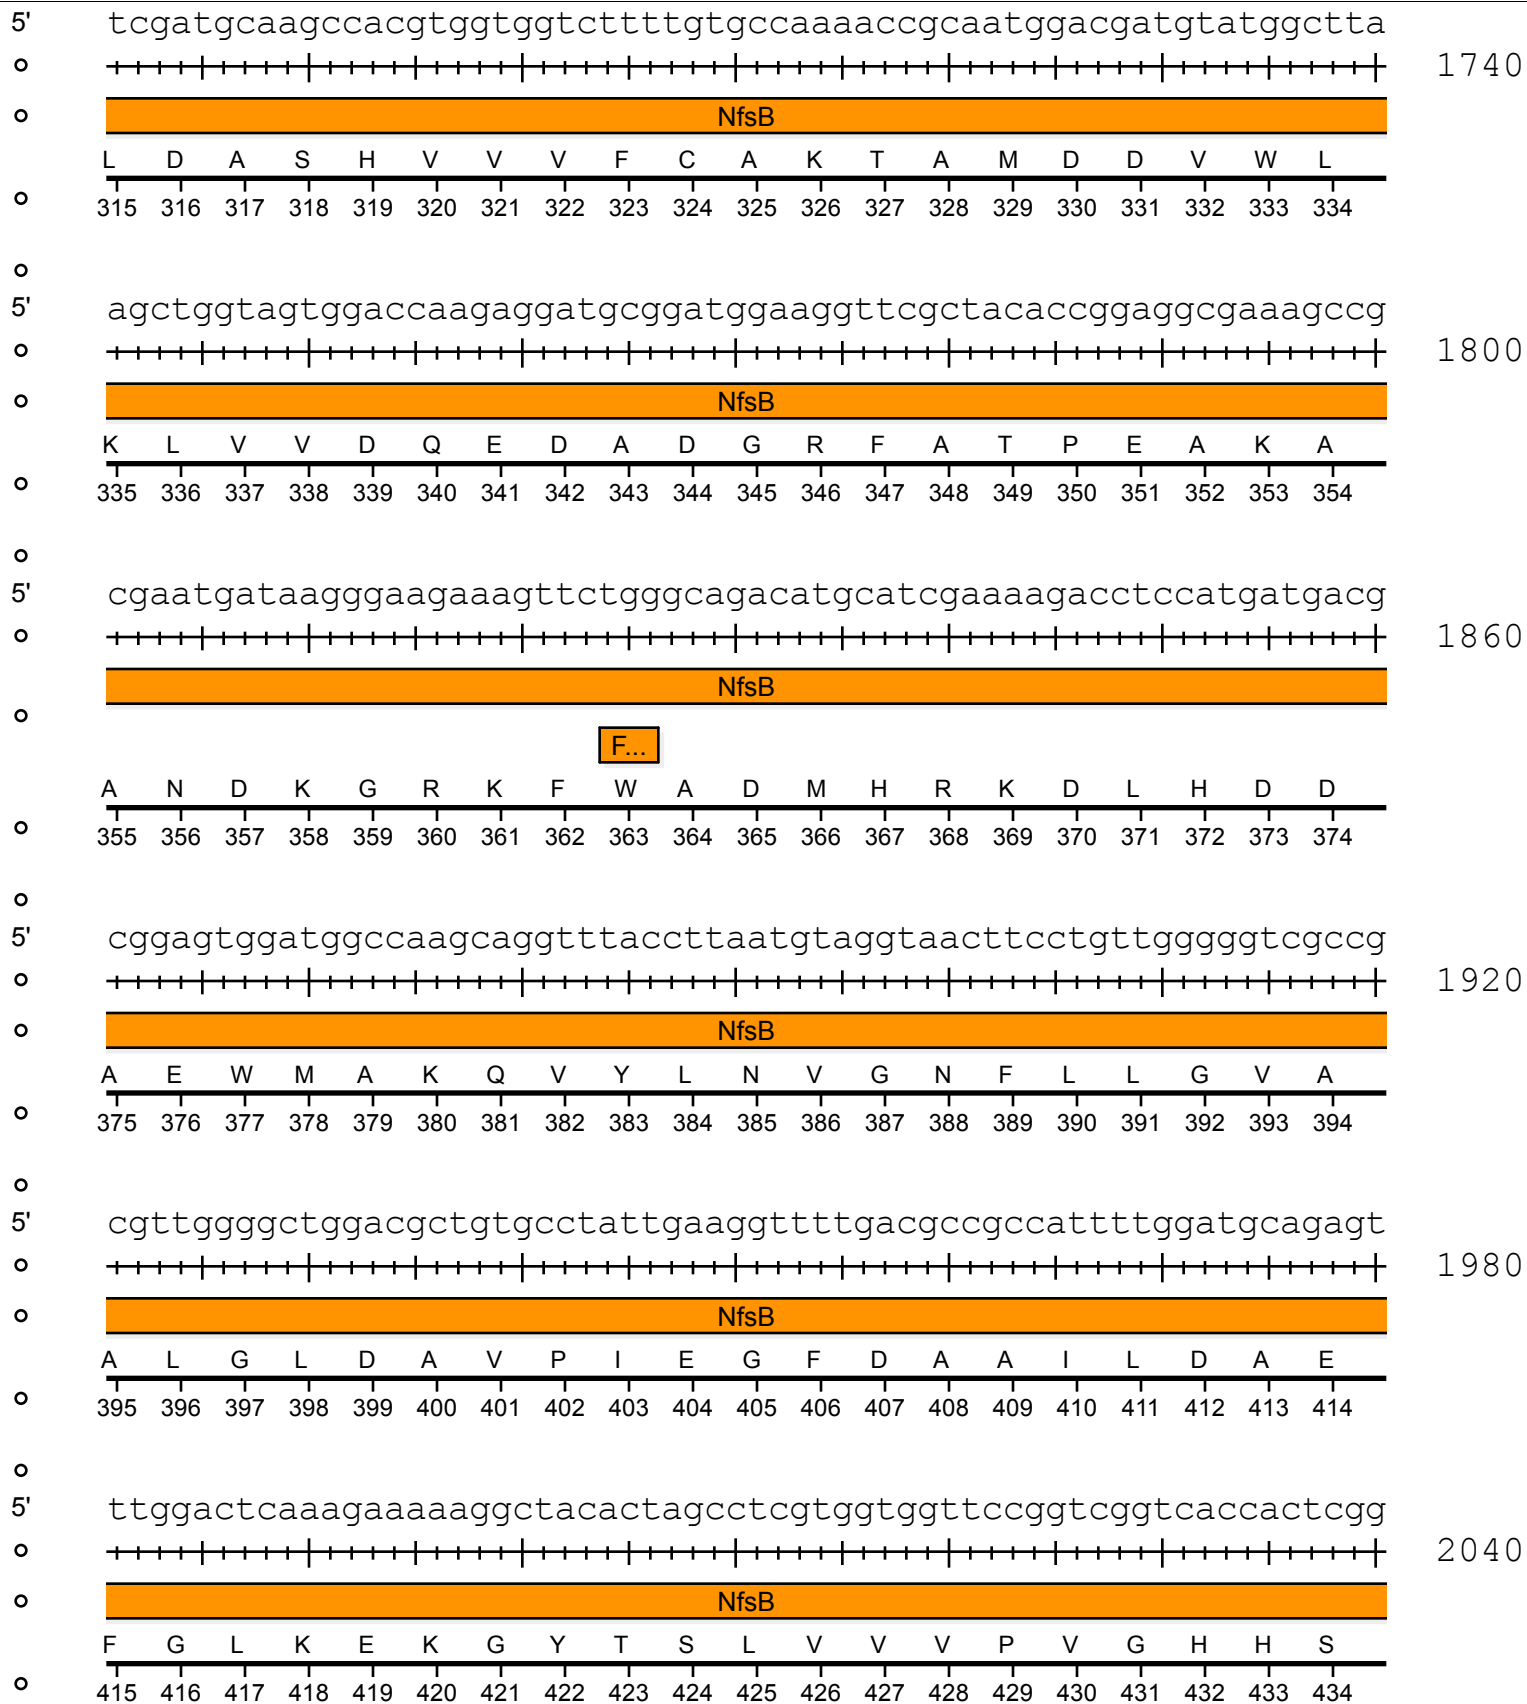 5' tcgatgcaagccacgtggtggtcttttgtgccaaaaccgcaatggacgatgtatggctta
1740
NfsB
L D A S H V V V F C A K T A M D D V W L
315 316 317 318 319 320 321 322 323 324 325 326 327 328 329 330 331 332 333 334
5' agctggtagtggaccaagaggatgcggatggaaggttcgctacaccggaggcgaaagccg
1800
NfsB
K L V V D Q E D A D G R F A T P E A K A
335 336 337 338 339 340 341 342 343 344 345 346 347 348 349 350 351 352 353 354
5' cgaatgataagggaagaaagttctgggcagacatgcatcgaaaagacctccatgatgacg
1860
NfsB
F...
A N D K G R K F W A D M H R K D L H D D
355 356 357 358 359 360 361 362 363 364 365 366 367 368 369 370 371 372 373 374
5' cggagtggatggccaagcaggtttaccttaatgtaggtaacttcctgttgggggtcgccg
1920
NfsB
A E W M A K Q V Y L N V G N F L L G V A
375 376 377 378 379 380 381 382 383 384 385 386 387 388 389 390 391 392 393 394
5' cgttggggctggacgctgtgcctattgaaggttttgacgccgccattttggatgcagagt
1980
NfsB
A L G L D A V P I E G F D A A I L D A E
395 396 397 398 399 400 401 402 403 404 405 406 407 408 409 410 411 412 413 414
5' ttggactcaaagaaaaaggctacactagcctcgtggtggttccggtcggtcaccactcgg
2040
NfsB
F G L K E K G Y T S L V V V P V G H H S
415 416 417 418 419 420 421 422 423 424 425 426 427 428 429 430 431 432 433 434